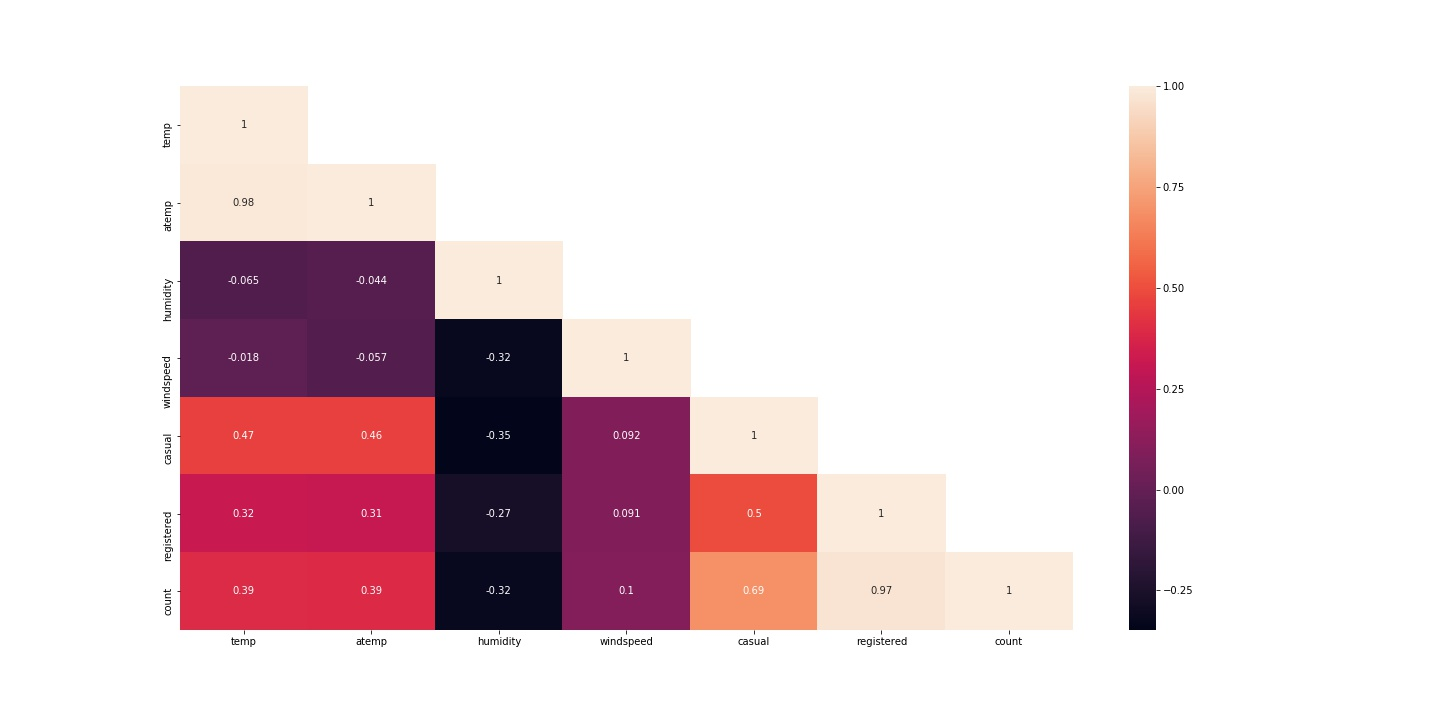 1.00
temp 1
0.75
atemp 0.98 1
humidity -0.065 -0.044 1
0.50
windspeed -0.018 -0.057 -0.32 1
0.25
casual 0.47 0.46 -0.35 0.092 1
0.00
registered 0.32 0.31 -0.27 0.091 0.5 1
count 0.39 0.39 -0.32 0.1 0.69 0.97 1
−0.25
temp atemp humidity windspeed casual registered count